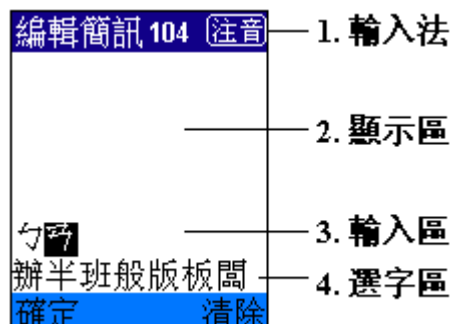 編輯簡訊 104 注音
1. 輸入法
2. 顯示區
ㄅㄢ
3. 輸入區
辦半班般版板闆
4. 選字區
確定 清除